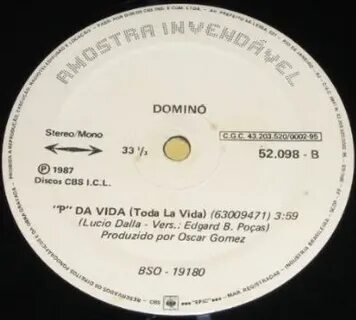 AMOSTRA INVENDÁVEL
DOMINÓ
Stereo/Mono
33 1/3
C.G.C. 43.203.520/0002-95
52.098 - B
Ⓟ 1987
Discos CBS I.C.L.
"P" DA VIDA (Toda La Vida) (63009471) 3:59
(Lucio Dalla - Vers.: Edgard B. Poças)
Produzido por Oscar Gomez
BSO - 19180
CBS